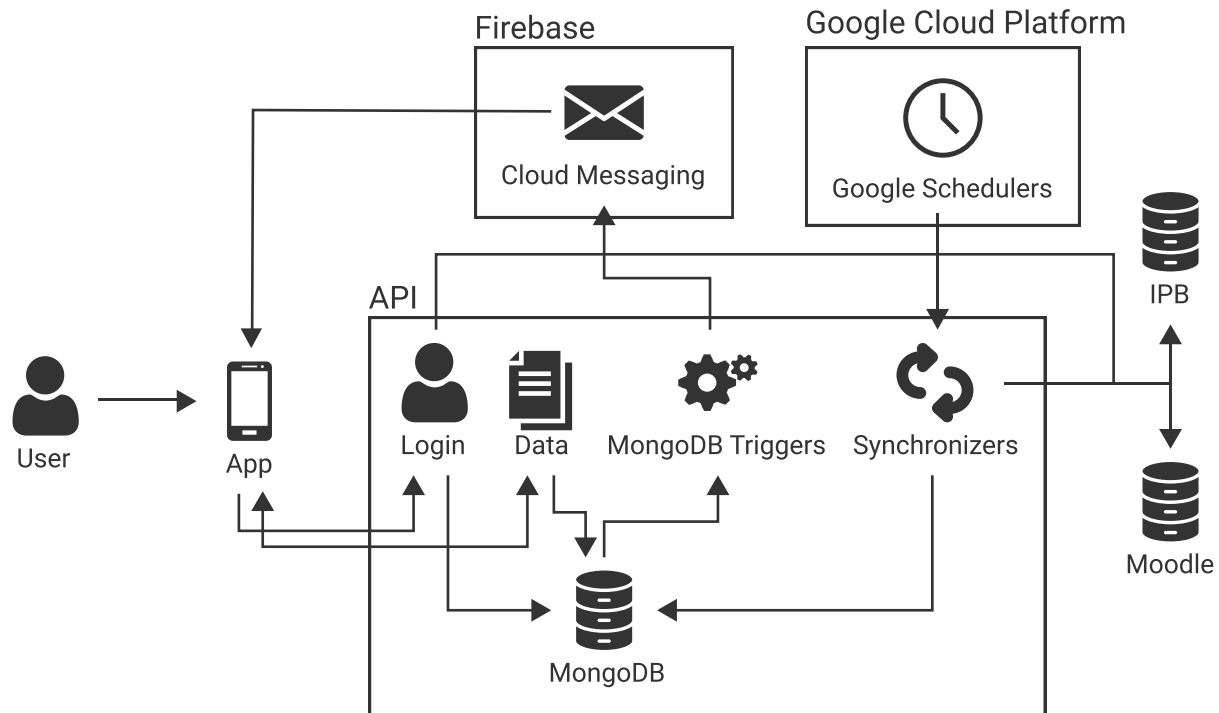 Firebase
Google Cloud Platform
Cloud Messaging
Google Schedulers
IPB
API
User
App
Login
Data
MongoDB Triggers
Synchronizers
Moodle
MongoDB